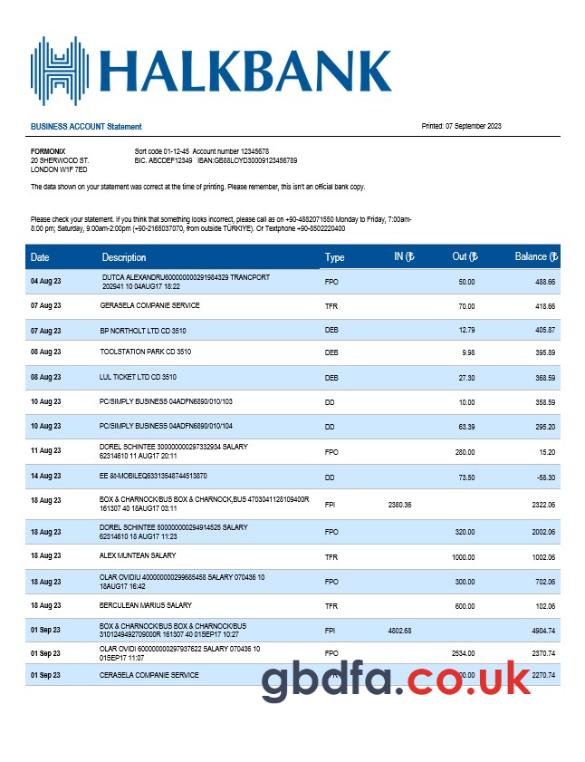 HALKBANK
BUSINESS ACCOUNT Statement Printed: 07 September 2023
FORMONIX Sort code 01-12-45 Account number 12345678
20 SHERWOOD ST. BIC. ABCDEF12349 IBAN:GB88LOYD30009123456789
LONDON W1F 7ED
The data shown on your statement was correct at the time of printing. Please remember, this isn't an official bank copy.
Please check your statement. If you think that something looks incorrect, please call as on +90-4882071550 Monday to Friday, 7:00am-
8:00 pm; Saturday, 9:00am-2:00pm (+90-2165037070, from outside TÜRKIYE). Or Textphone +90-8502220400
Date Description Type IN (₺ Out (₺ Balance (₺
04 Aug 23 DUTCA ALEXANDRU6000000000291984329 TRANCPORT FPO 50.00 488.66
202941 10 04AUG17 18:22
07 Aug 23 GERASELA COMPANIE SERVICE TFR 70.00 418.66
07 Aug 23 BP NORTHOLT LTD CD 3510 DEB 12.79 405.87
08 Aug 23 TOOLSTATION PARK CD 3510 DEB 9.98 395.89
08 Aug 23 LUL TICKET LTD CD 3510 DEB 27.30 368.59
10 Aug 23 PC/SIMPLY BUSINESS 04ADFN6890/010/103 DD 10.00 358.59
10 Aug 23 PC/SIMPLY BUSINESS 04ADFN6890/010/104 DD 63.39 295.20
11 Aug 23 DOREL SCHINTEE 300000000297332934 SALARY FPO 280.00 15.20
62314610 11 AUG17 20:11
14 Aug 23 EE &t-MOBILEQ63313548744513870 DD 73.50 -58.30
18 Aug 23 BOX & CHARNOCK/BUS BOX & CHARNOCK,BUS 4703041128109400R FPI 2380.36 2322.06
161307 40 18AUG17 03:11
18 Aug 23 DOREL SCHINTEE 500000000294914525 SALARY FPO 320.00 2002.06
62314610 18 AUG17 11:23
18 Aug 23 ALEX MUNTEAN SALARY TFR 1000.00 1002.06
18 Aug 23 OLAR OVIDIU 400000000299685458 SALARY 070436 10 FPO 300.00 702.06
18AUG17 16:42
18 Aug 23 BERCULEAN MARIUS SALARY TFR 600.00 102.06
01 Sep 23 BOX & CHARNOCK/BUS BOX & CHARNOCK/BUS FPI 4802.68 4904.74
3101249492709000R 161307 40 01SEP17 10:27
01 Sep 23 OLAR OVIDI 600000000297937622 SALARY 070436 10 FPO 2534.00 2370.74
01SEP17 11:07
01 Sep 23 CERASELA COMPANIE SERVICE 2270.74
gbdfa.co.uk